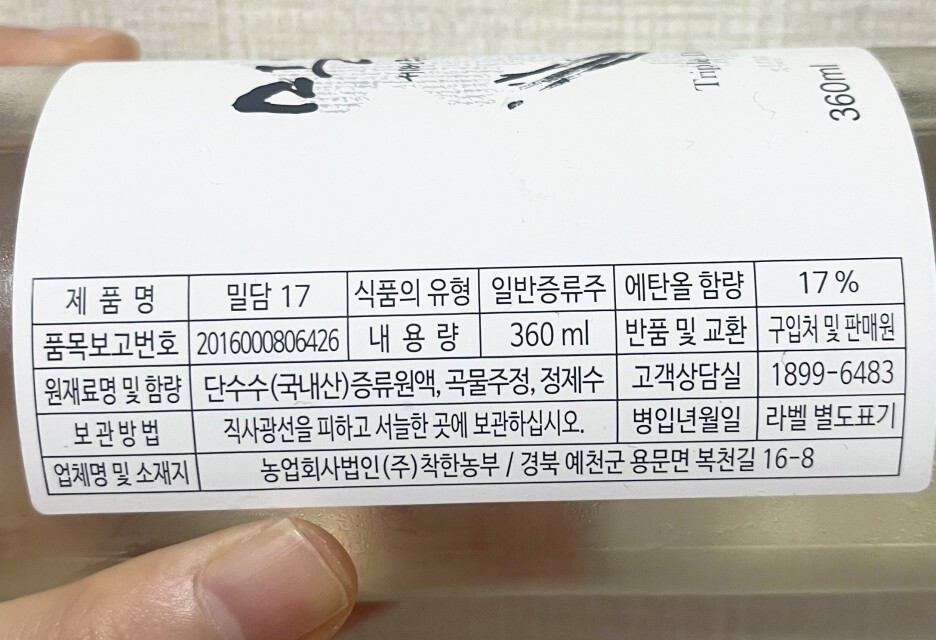 Triple
360ml
제 품 명 밀담 17 식품의 유형 일반증류주 에탄올 함량 17 %
품목보고번호 2016000806426 내 용 량 360 ml 반품 및 교환 구입처 및 판매원
원재료명 및 함량 단수수(국내산)증류원액, 곡물주정, 정제수 고객상담실 1899-6483
보관방법 직사광선을 피하고 서늘한 곳에 보관하십시오. 병입년월일 라벨 별도표기
업체명 및 소재지 농업회사법인(주)착한농부 / 경북 예천군 용문면 복천길 16-8